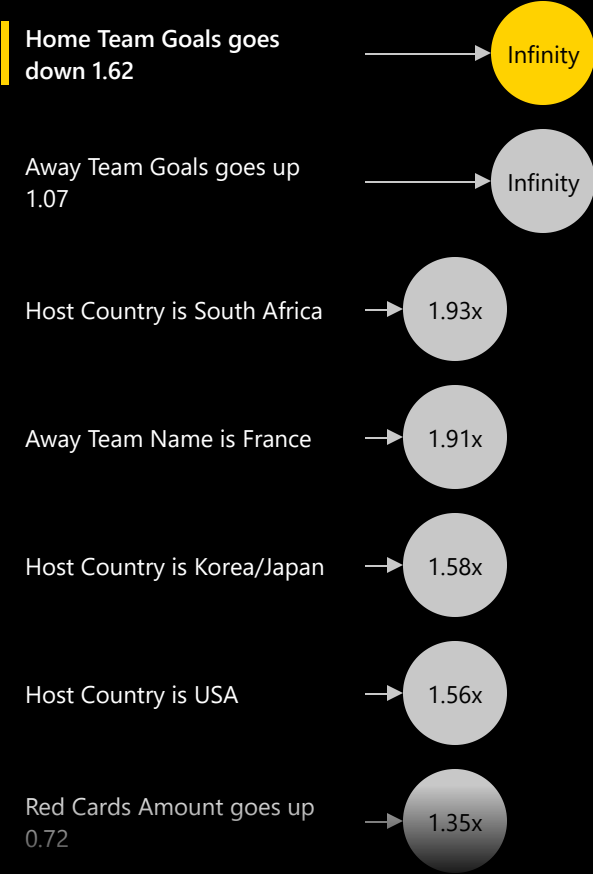 Home Team Goals goes
down 1.62
Infinity
Away Team Goals goes up
1.07
Infinity
Host Country is South Africa
1.93x
Away Team Name is France
1.91x
Host Country is Korea/Japan
1.58x
Host Country is USA
1.56x
Red Cards Amount goes up
0.72
1.35x